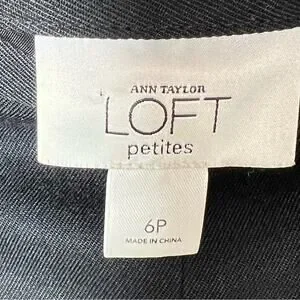 ANN TAYLOR
LOFT
petites
6P
MADE IN CHINA